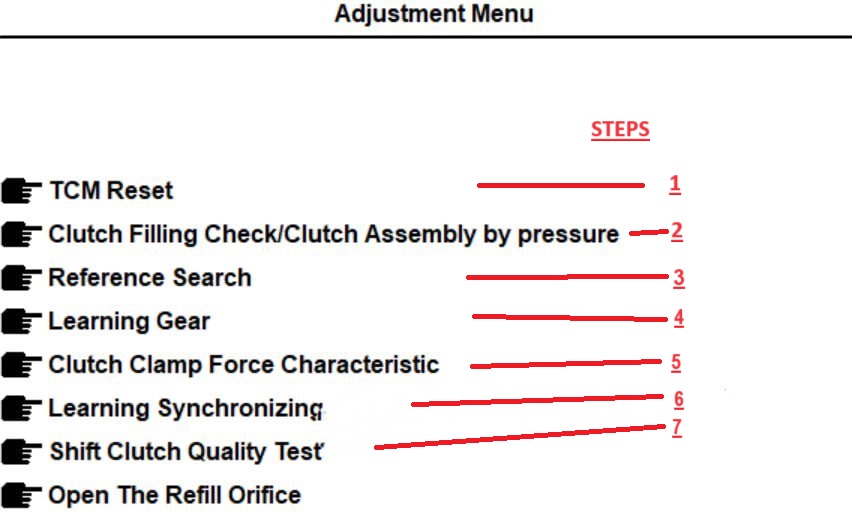 Adjustment Menu
STEPS
TCM Reset 1
Clutch Filling Check/Clutch Assembly by pressure 2
Reference Search 3
Learning Gear 4
Clutch Clamp Force Characteristic 5
Learning Synchronizing 6
Shift Clutch Quality Test 7
Open The Refill Orifice